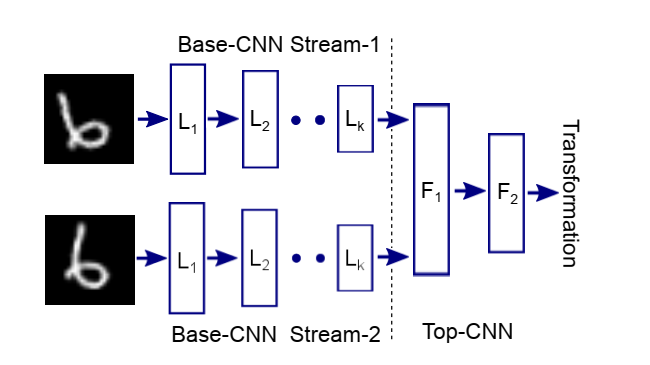 Base-CNN Stream-1
L1 L2 Lk
F1 F2
Transformation
L1 L2 Lk
Base-CNN Stream-2
Top-CNN